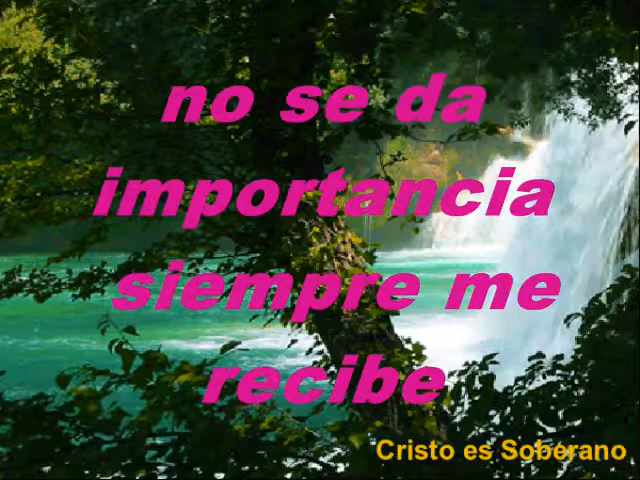 no se da
importancia
siempre me
recibe
Cristo es Soberano